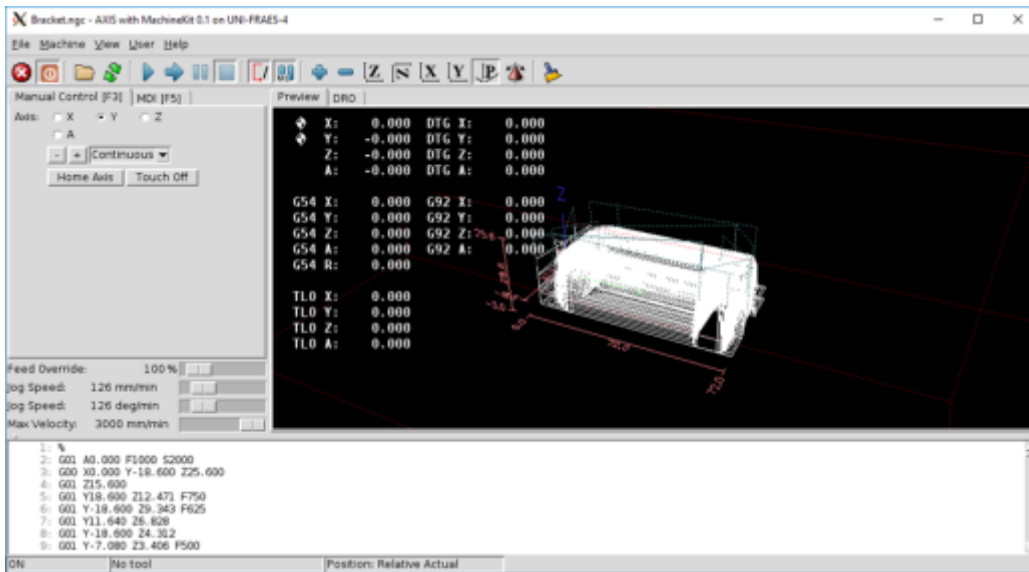 Bracket.ngc - AXIS with MachineKit 0.1 on UNI-FRAES-4
File Machine View User Help
Z N X Y P
Manual Control [F3] MDI [F5] Preview DRO
Axis: X Y Z
A
- + Continuous
Home Axis Touch Off
X: 0.000 DTG X: 0.000
Y: -0.000 DTG Y: 0.000
Z: -0.000 DTG Z: 0.000
A: -0.000 DTG A: 0.000
G54 X: 0.000 G92 X: 0.000
G54 Y: 0.000 G92 Y: 0.000
G54 Z: 0.000 G92 Z: 0.000
G54 A: 0.000 G92 A: 0.000
G54 R: 0.000
TLO X: 0.000
TLO Y: 0.000
TLO Z: 0.000
TLO A: 0.000
Z
Feed Override: 100 %
Jog Speed: 126 mm/min
Jog Speed: 126 deg/min
Max Velocity: 3000 mm/min
1: %
2: G01 A0.000 F1000 S2000
3: G00 X0.000 Y-18.600 Z25.600
4: G01 Z15.600
5: G01 Y18.600 Z12.471 F750
6: G01 Y-18.600 Z9.343 F625
7: G01 Y11.640 Z6.828
8: G01 Y-18.600 Z4.312
9: G01 Y-7.080 Z3.406 F500
ON No tool Position: Relative Actual